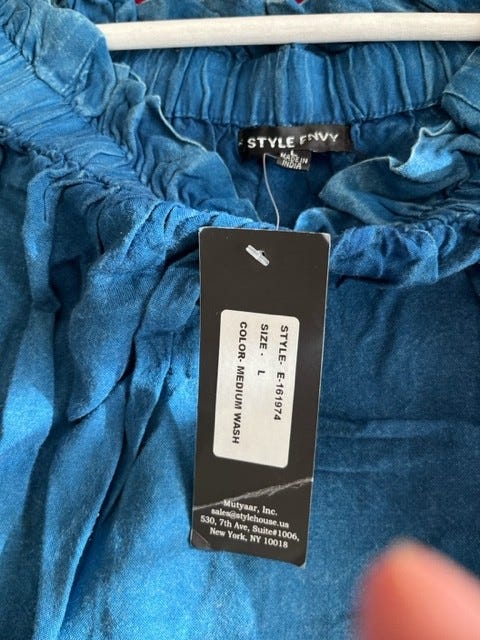 STYLE ENVY
L
MADE IN
INDIA
STYLE- E-161974
SIZE - L
COLOR- MEDIUM WASH
Mutyaar, Inc.
sales@stylehouse.us
530, 7th Ave, Suite#1006,
New York, NY 10018